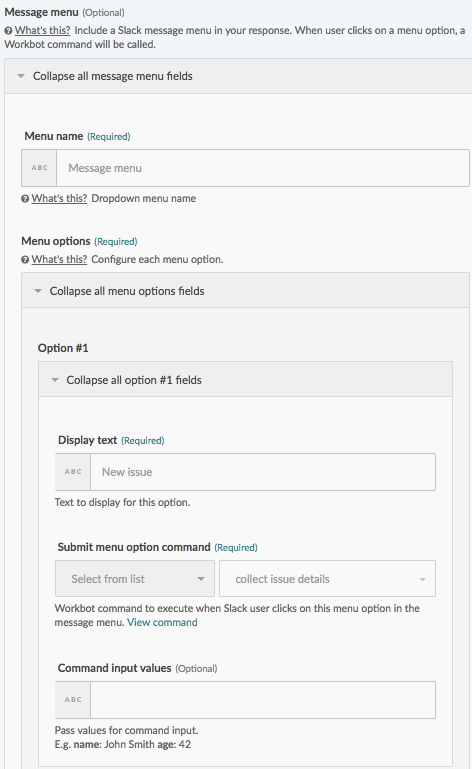 Message menu (Optional)
What's this? Include a Slack message menu in your response. When user clicks on a menu option, a
Workbot command will be called.
Collapse all message menu fields
Menu name (Required)
ABC Message menu
What's this? Dropdown menu name
Menu options (Required)
What's this? Configure each menu option.
Collapse all menu options fields
Option #1
Collapse all option #1 fields
Display text (Required)
ABC New issue
Text to display for this option.
Submit menu option command (Required)
Select from list collect issue details
Workbot command to execute when Slack user clicks on this menu option in the
message menu. View command
Command input values (Optional)
ABC
Pass values for command input.
E.g. name: John Smith age: 42